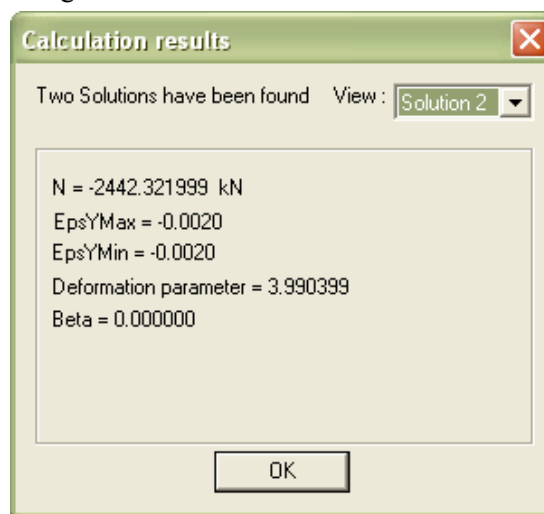 Calculation results
Two Solutions have been found View : Solution 2
N = -2442.321999 kN
EpsYMax = -0.0020
EpsYMin = -0.0020
Deformation parameter = 3.990399
Beta = 0.000000
OK